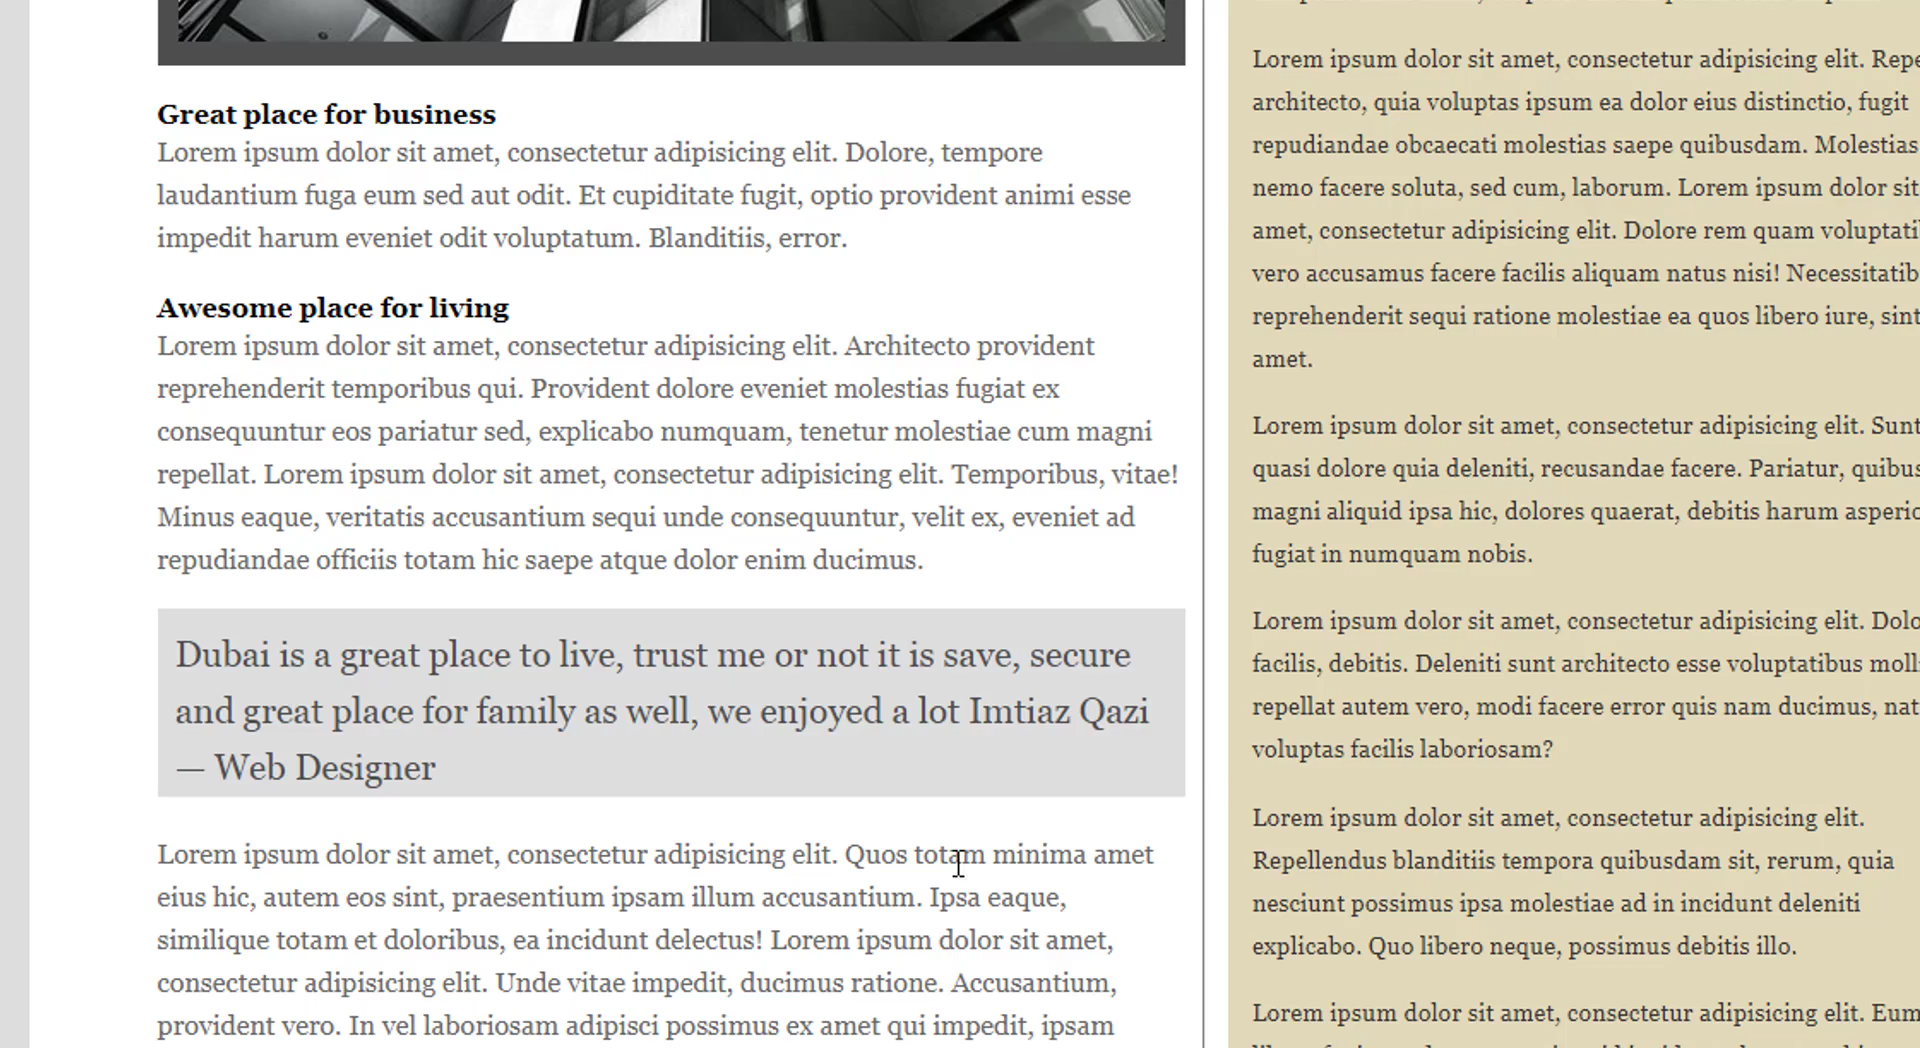 Great place for business
Lorem ipsum dolor sit amet, consectetur adipisicing elit. Dolore, tempore
laudantium fuga eum sed aut odit. Et cupiditate fugit, optio provident animi esse
impedit harum eveniet odit voluptatum. Blanditiis, error.
Awesome place for living
Lorem ipsum dolor sit amet, consectetur adipisicing elit. Architecto provident
reprehenderit temporibus qui. Provident dolore eveniet molestias fugiat ex
consequuntur eos pariatur sed, explicabo numquam, tenetur molestiae cum magni
repellat. Lorem ipsum dolor sit amet, consectetur adipisicing elit. Temporibus, vitae!
Minus eaque, veritatis accusantium sequi unde consequuntur, velit ex, eveniet ad
repudiandae officiis totam hic saepe atque dolor enim ducimus.
Dubai is a great place to live, trust me or not it is save, secure
and great place for family as well, we enjoyed a lot Imtiaz Qazi
— Web Designer
Lorem ipsum dolor sit amet, consectetur adipisicing elit. Quos totam minima amet
eius hic, autem eos sint, praesentium ipsam illum accusantium. Ipsa eaque,
similique totam et doloribus, ea incidunt delectus! Lorem ipsum dolor sit amet,
consectetur adipisicing elit. Unde vitae impedit, ducimus ratione. Accusantium,
provident vero. In vel laboriosam adipisci possimus ex amet qui impedit, ipsam
Lorem ipsum dolor sit amet, consectetur adipisicing elit.
architecto, quia voluptas ipsum ea dolor eius distinctio, fugit
repudiandae obcaecati molestias saepe quibusdam. Molestias
nemo facere soluta, sed cum, laborum. Lorem ipsum dolor sit
amet, consectetur adipisicing elit. Dolore rem quam
vero accusamus facere facilis aliquam natus nisi!
reprehenderit sequi ratione molestiae ea quos libero iure, sint
amet.
Lorem ipsum dolor sit amet, consectetur adipisicing elit. Sunt
quasi dolore quia deleniti, recusandae facere. Pariatur,
magni aliquid ipsa hic, dolores quaerat, debitis harum
fugiat in numquam nobis.
Lorem ipsum dolor sit amet, consectetur adipisicing elit.
facilis, debitis. Deleniti sunt architecto esse voluptatibus
repellat autem vero, modi facere error quis nam ducimus,
voluptas facilis laboriosam?
Lorem ipsum dolor sit amet, consectetur adipisicing elit.
Repellendus blanditiis tempora quibusdam sit, rerum, quia
nesciunt possimus ipsa molestiae ad in incidunt deleniti
explicabo. Quo libero neque, possimus debitis illo.
Lorem ipsum dolor sit amet, consectetur adipisicing elit. Eum